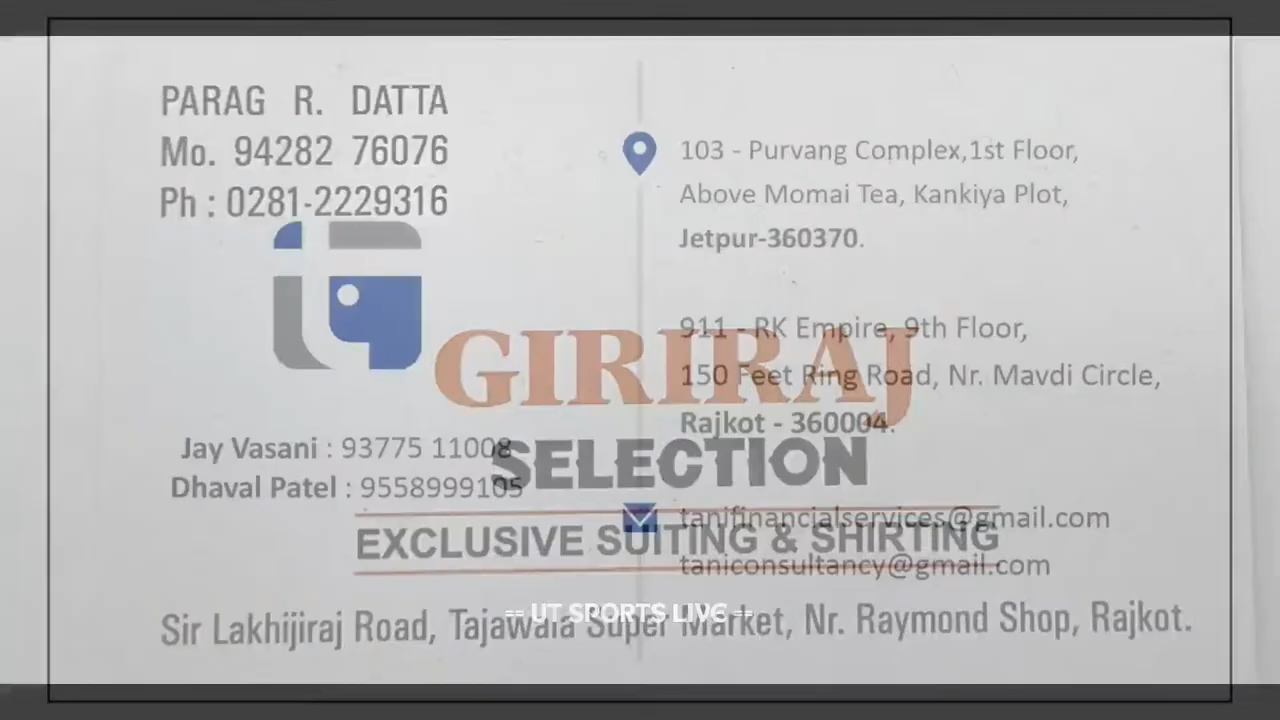 PARAG R. DATTA
Mo. 94282 76076
Ph : 0281-2229316
GIRIRAJ
SELECTION
EXCLUSIVE SUITING & SHIRTING
Sir Lakhijiraj Road, Tajawala Super Market, Nr. Raymond Shop, Rajkot.
Jay Vasani : 93775 11008
Dhaval Patel : 9558999105
103 - Purvang Complex,1st Floor,
Above Momai Tea, Kankiya Plot,
Jetpur-360370.
911 - RK Empire, 9th Floor,
150 Feet Ring Road, Nr. Mavdi Circle,
Rajkot - 360004.
tanifinancialservices@gmail.com
taniconsultancy@gmail.com
== UT SPORTS LIVE ==